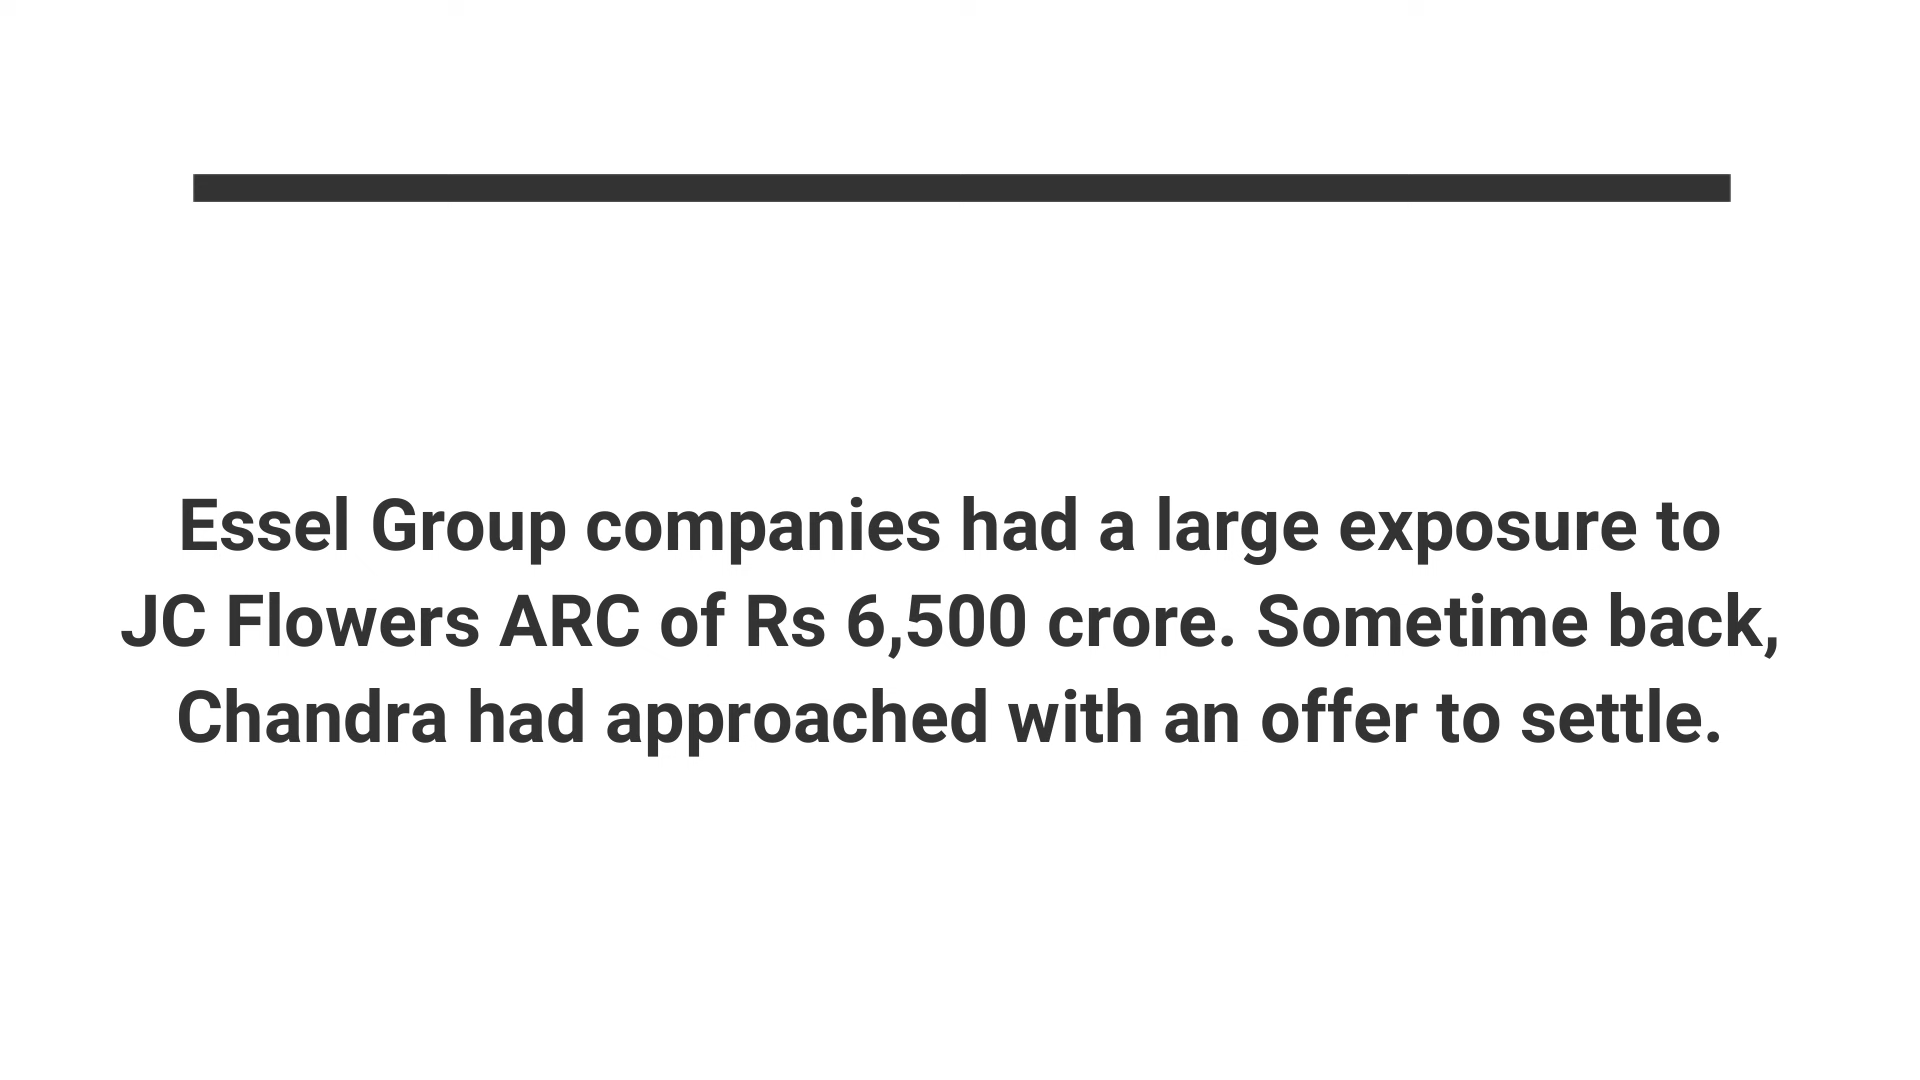 Essel Group companies had a large exposure to
JC Flowers ARC of Rs 6,500 crore. Sometime back,
Chandra had approached with an offer to settle.